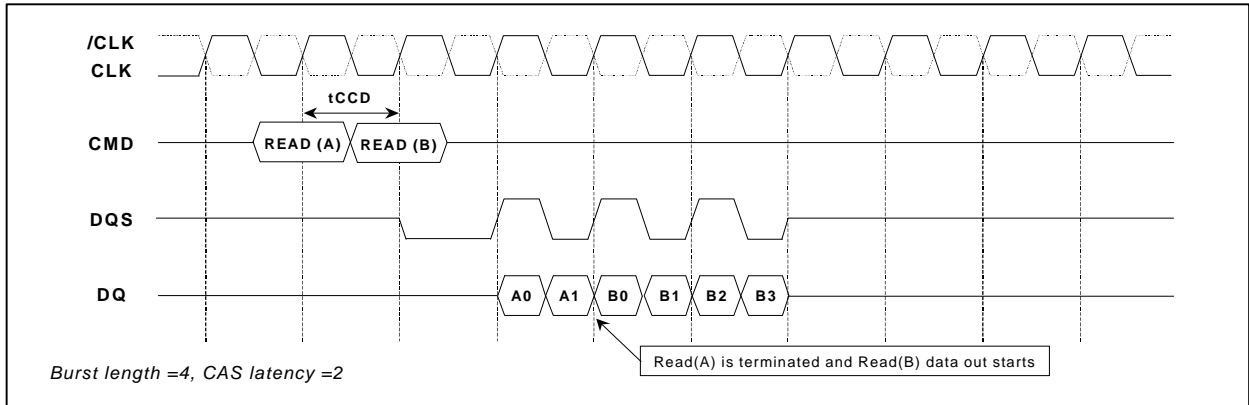 /CLK
CLK
tCCD
CMD READ (A) READ (B)
DQS
DQ A0 A1 B0 B1 B2 B3
Read(A) is terminated and Read(B) data out starts
Burst length =4, CAS latency =2